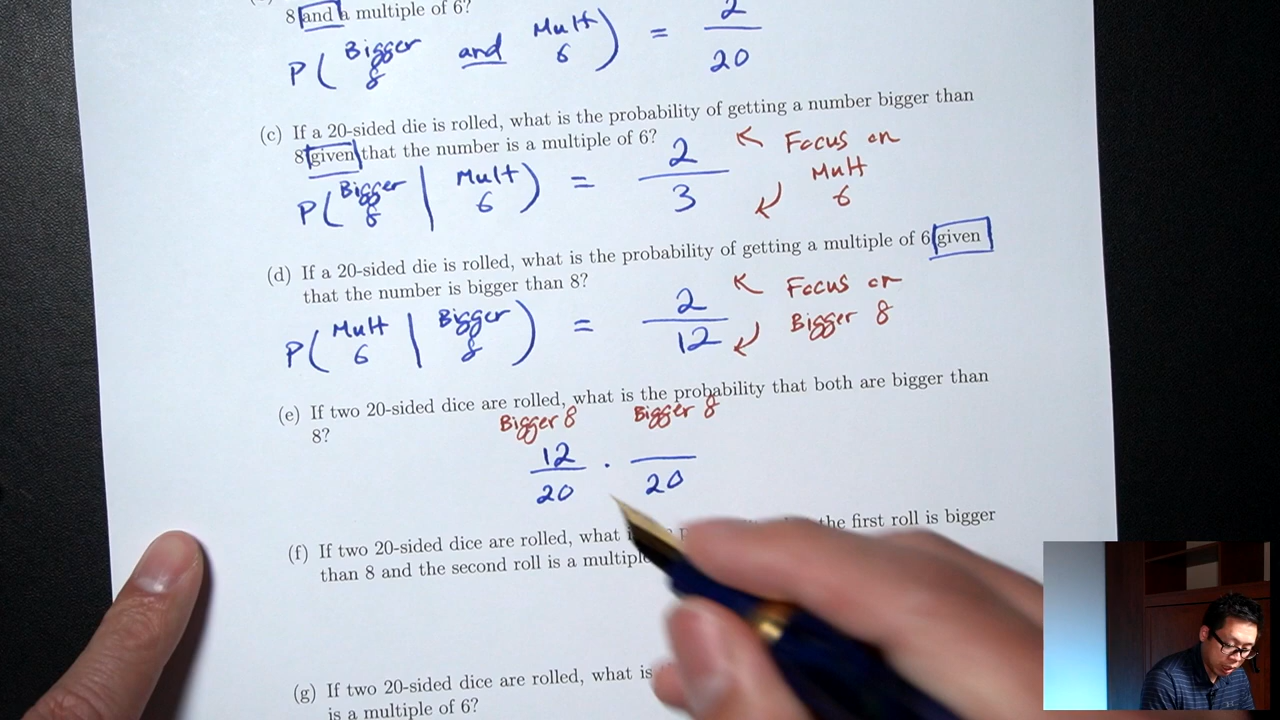 8 and a multiple of 6?
P( Bigger 8 and Mult 6 ) = 2/20
(c) If a 20-sided die is rolled, what is the probability of getting a number bigger than
8 given that the number is a multiple of 6?
P( Bigger 8 | Mult 6 ) = 2/3
Focus on
Mult
6
(d) If a 20-sided die is rolled, what is the probability of getting a multiple of 6 given
that the number is bigger than 8?
P( Mult 6 | Bigger 8 ) = 2/12
Focus on
Bigger 8
(e) If two 20-sided dice are rolled, what is the probability that both are bigger than
8?
Bigger 8 Bigger 8
12/20 · /20
(f) If two 20-sided dice are rolled, what the first roll is bigger
than 8 and the second roll is a multiple
(g) If two 20-sided dice are rolled, what is
is a multiple of 6?